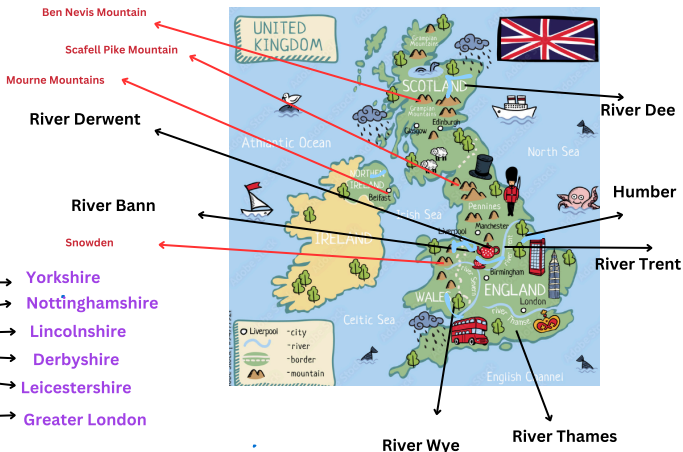 Ben Nevis Mountain
Scafell Pike Mountain
Mourne Mountains
River Derwent
River Bann
Snowden
Yorkshire
Nottinghamshire
Lincolnshire
Derbyshire
Leicestershire
Greater London
UNITED
KINGDOM
Grampian
Mountains
SCOTLAND
Grampian
Mountains
Edinburgh
Glasgow
Athlantic Ocean
North Sea
NORTHERN
IRELAND
Belfast
Irish Sea
IRELAND
Pennines
Liverpool
Manchester
Birmingham
WALES
ENGLAND
London
river Thames
Celtic Sea
English Channel
Liverpool -city
-river
-border
-mountain
River Dee
Humber
River Trent
River Wye
River Thames